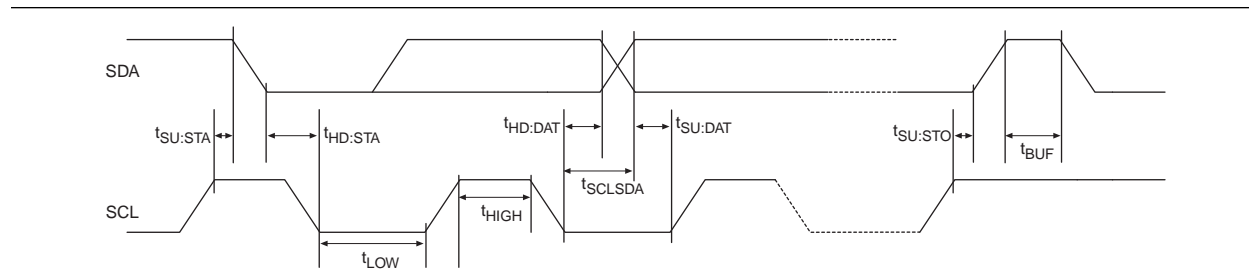 SDA
tSU:STA
tHD:STA
tHD:DAT
tSU:DAT
tSU:STO
tBUF
tSCLSDA
SCL
tHIGH
tLOW